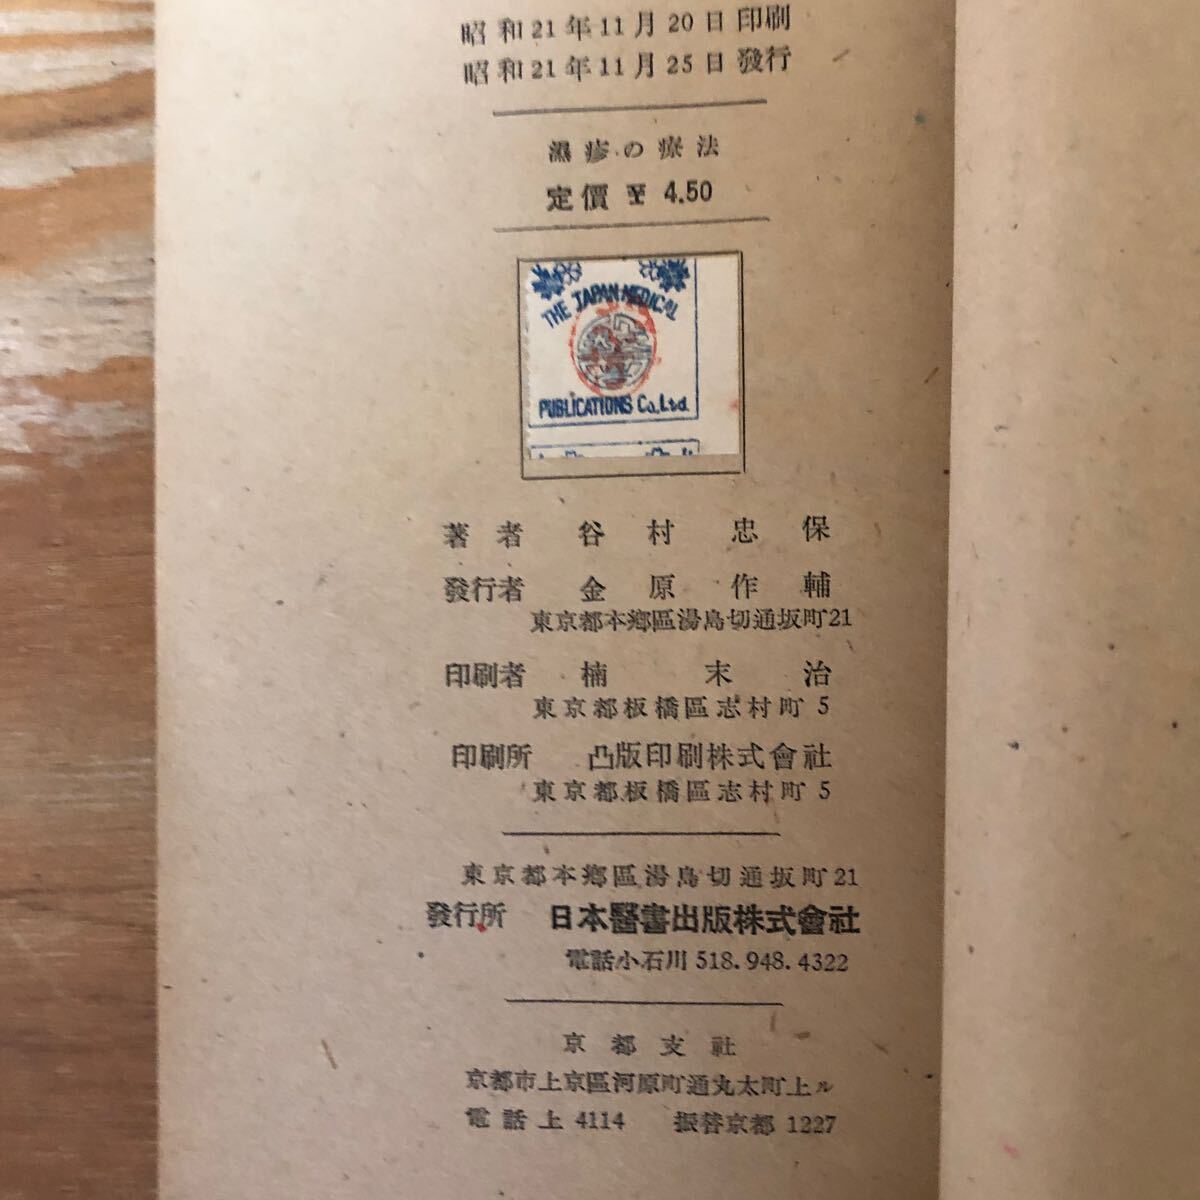 昭和21年11月20日 印刷
昭和21年11月25日 發行
濕疹の療法
定價 ¥ 4.50
THE JAPAN MEDICAL
PUBLICATIONS Co., Ltd.
著者 谷村忠保
發行者 金原作輔
東京都本鄕區湯島切通坂町21
印刷者 楠末治
東京都板橋區志村町 5
印刷所 凸版印刷株式會社
東京都板橋區志村町 5
東京都本鄕區湯島切通坂町21
發行所 日本醫書出版株式會社
電話小石川 518. 948. 4322
京都支社
京都市上京區河原町通丸太町上ル
電話上 4114 振替京都 1227